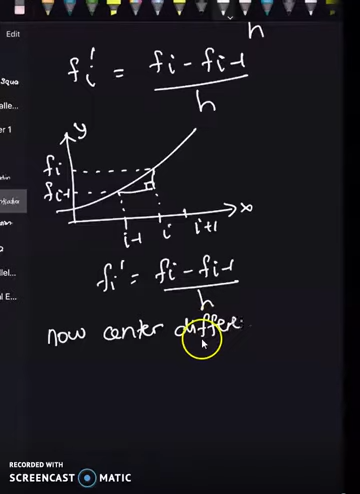 h
Edit
fi' = fi - fi-1 / h
y
fi
fi-1
x
i-1 i i+1
fi' = fi - fi-1 / h
now center differe
RECORDED WITH
SCREENCAST MATIC